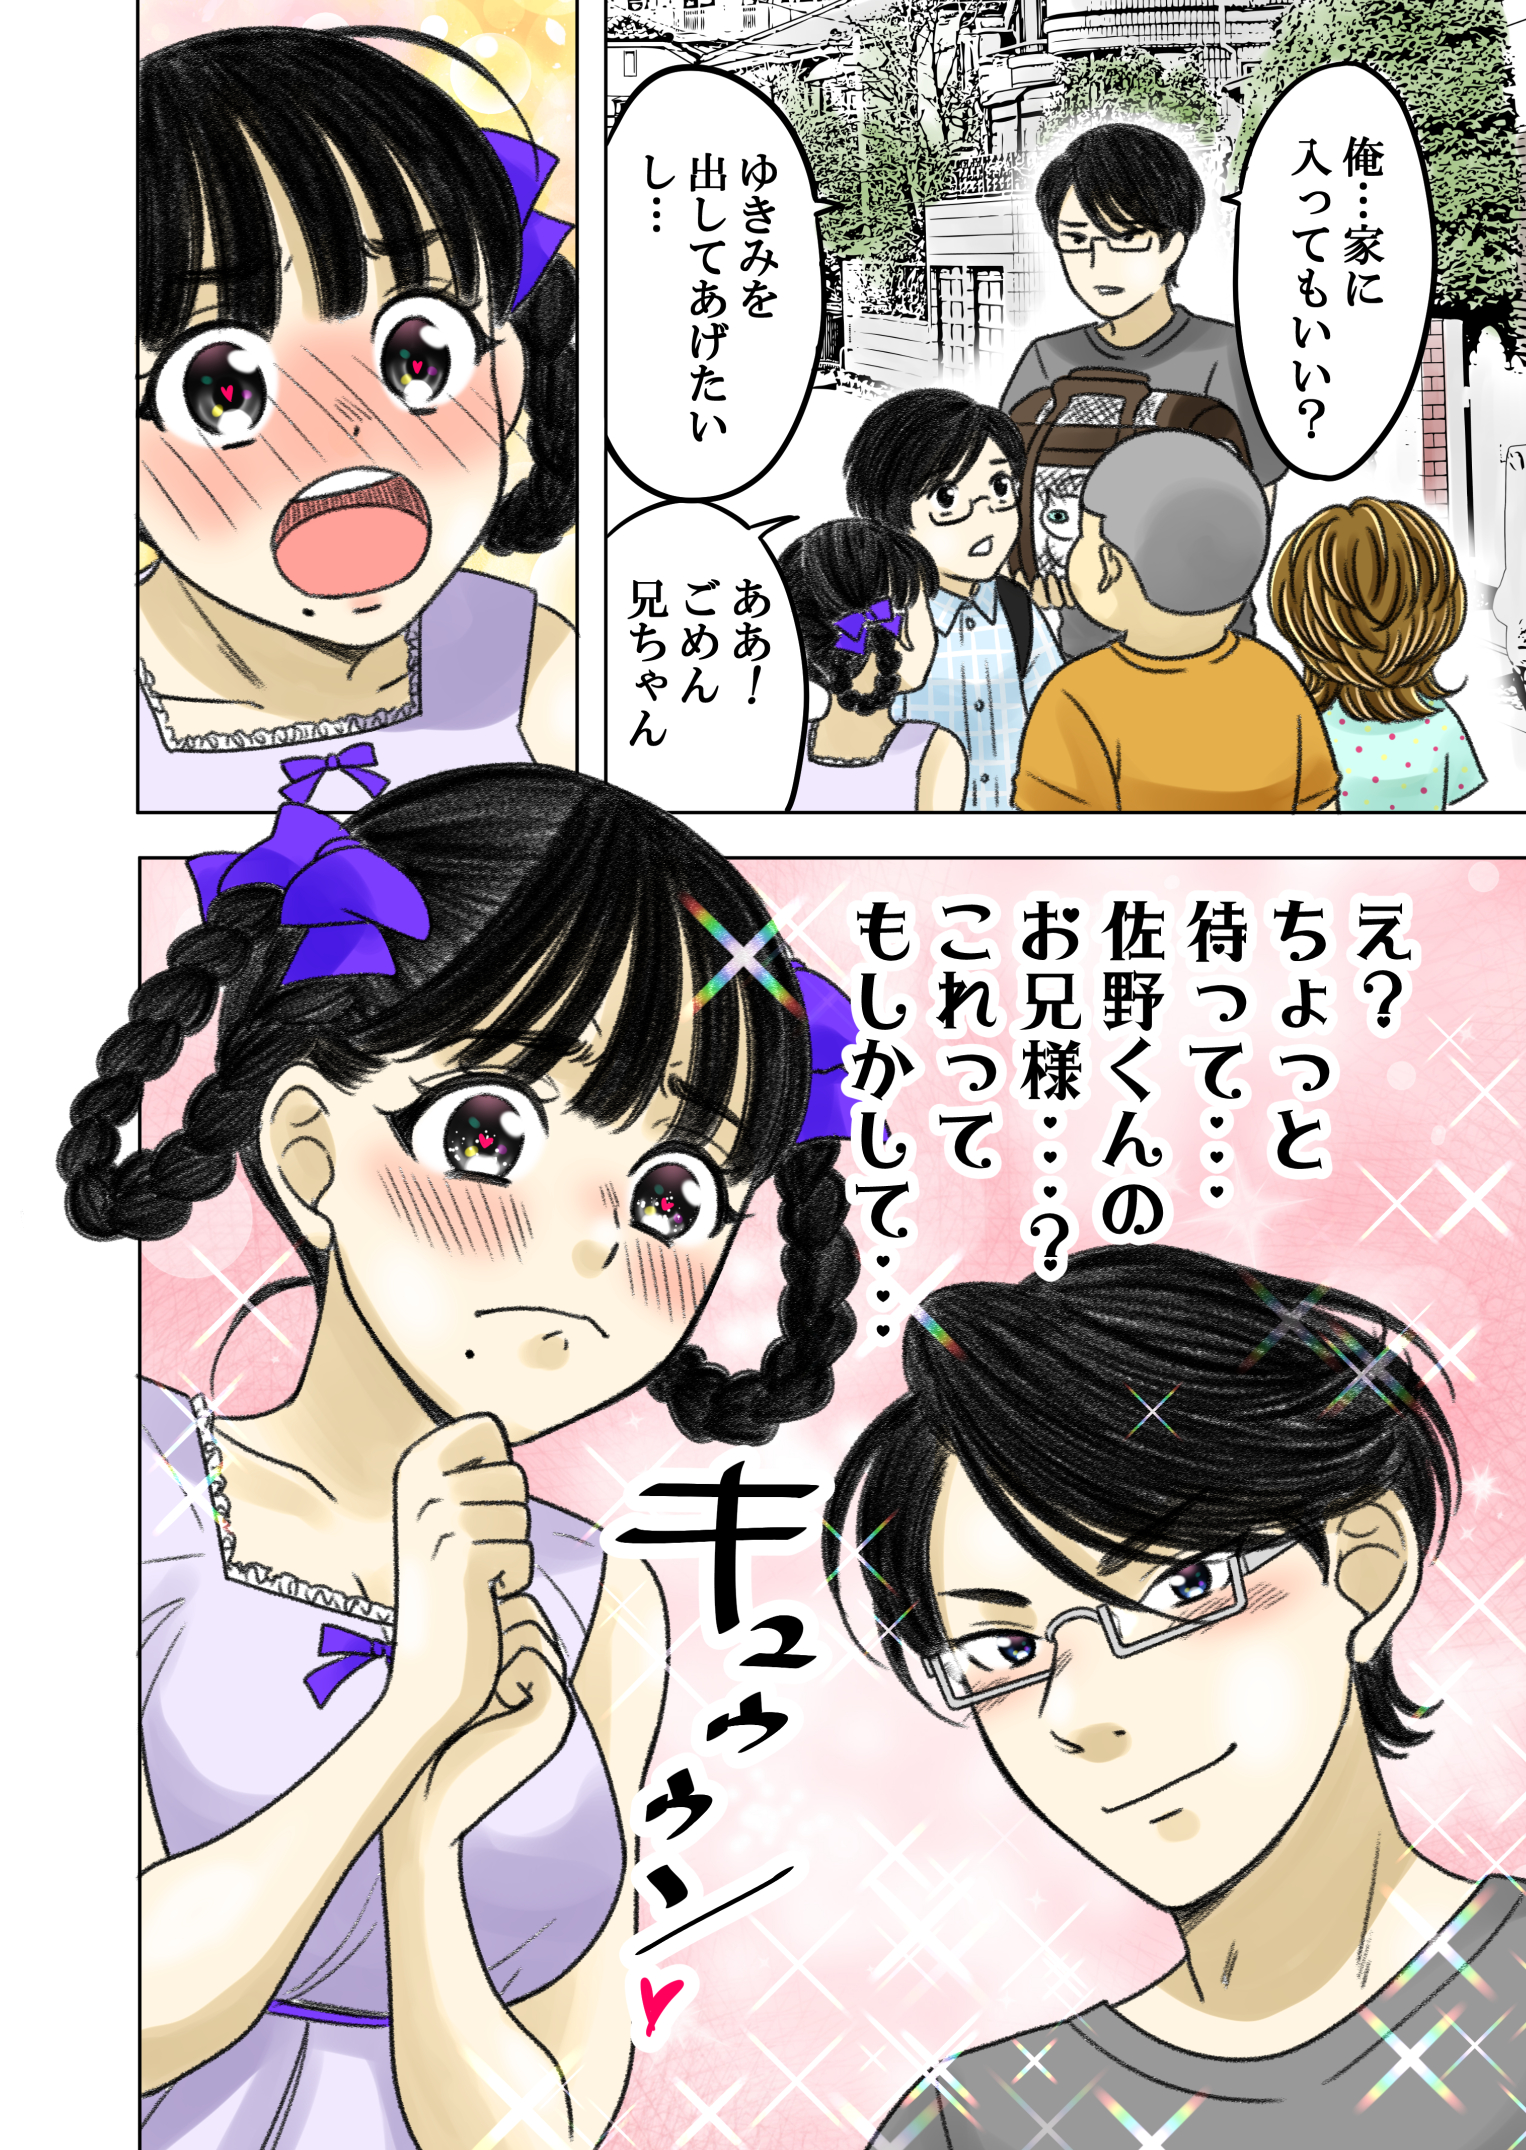 俺…家に
入ってもいい？
ゆきみを
出してあげたい
し…
ああ！
ごめん
兄ちゃん
え？
ちょっと
待って・・・
佐野くんの
お兄様・・・？
これって
もしかして・・・
キュゥゥン